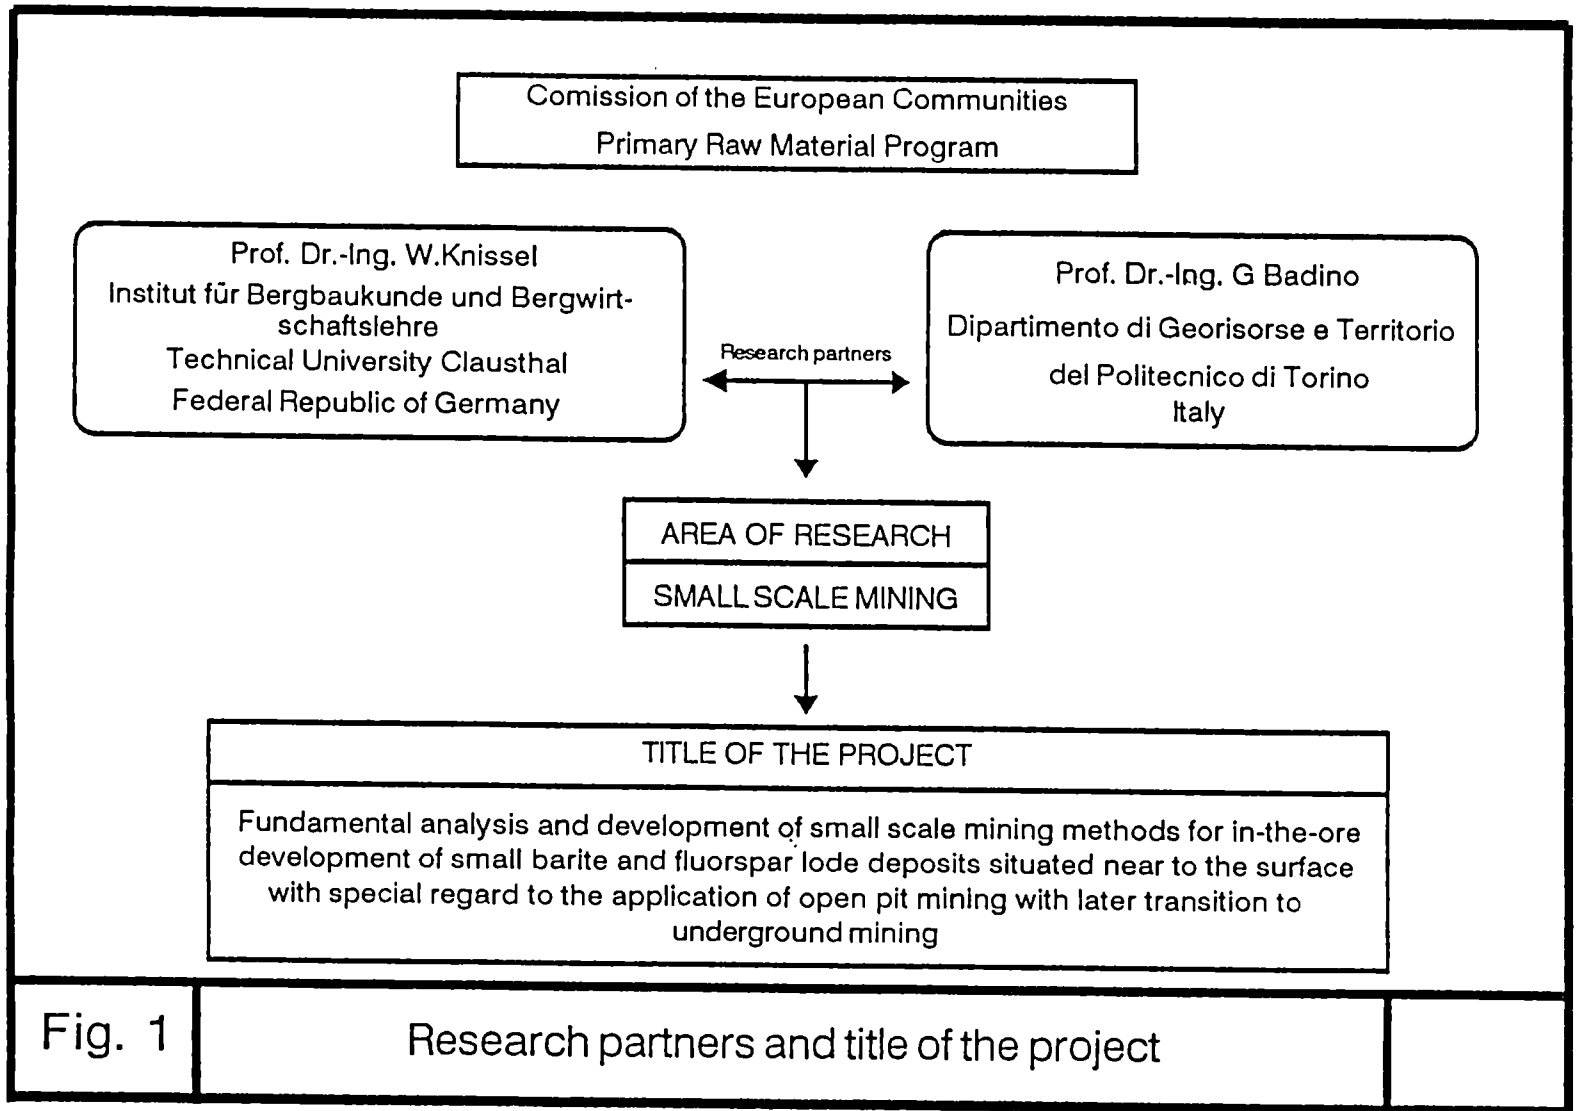 Comission of the European Communities
Primary Raw Material Program
Prof. Dr.-Ing. W.Knissel
Institut für Bergbaukunde und Bergwirt-
schaftslehre
Technical University Clausthal
Federal Republic of Germany
Research partners
Prof. Dr.-Ing. G Badino
Dipartimento di Georisorse e Territorio
del Politecnico di Torino
Italy
AREA OF RESEARCH
SMALL SCALE MINING
TITLE OF THE PROJECT
Fundamental analysis and development of small scale mining methods for in-the-ore
development of small barite and fluorspar lode deposits situated near to the surface
with special regard to the application of open pit mining with later transition to
underground mining
Fig. 1
Research partners and title of the project